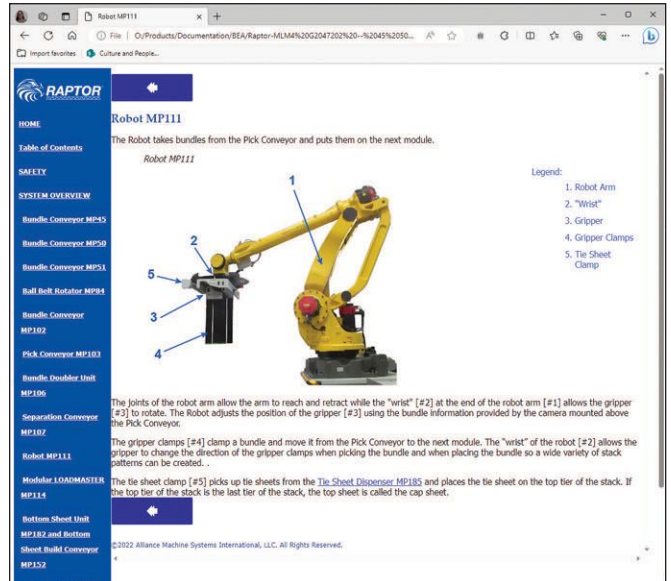 Robot MP111
File
O:/Products/Documentation/BEA/Raptor-MLM4%20G2047202%20--%2045%2050...
Import favorites
Culture and People...
RAPTOR
HOME
Table of Contents
SAFETY
SYSTEM OVERVIEW
Bundle Conveyor MP45
Bundle Conveyor MP50
Bundle Conveyor MP51
Ball Belt Rotator MP84
Bundle Conveyor
MP102
Pick Conveyor MP103
Bundle Doubler Unit
MP106
Separation Conveyor
MP107
Robot MP111
Modular LOADMASTER
MP114
Bottom Sheet Unit
MP182 and Bottom
Sheet Build Conveyor
MP152
Robot MP111
The Robot takes bundles from the Pick Conveyor and puts them on the next module.
Robot MP111
1
2
5
3
4
Legend:
1. Robot Arm
2. "Wrist"
3. Gripper
4. Gripper Clamps
5. Tie Sheet
Clamp
The joints of the robot arm allow the arm to reach and retract while the "wrist" [#2] at the end of the robot arm [#1] allows the gripper
[#3] to rotate. The Robot adjusts the position of the gripper [#3] using the bundle information provided by the camera mounted above
the Pick Conveyor.
The gripper clamps [#4] clamp a bundle and move it from the Pick Conveyor to the next module. The "wrist" of the robot [#2] allows the
gripper to change the direction of the gripper clamps when picking the bundle and when placing the bundle so a wide variety of stack
patterns can be created. .
The tie sheet clamp [#5] picks up tie sheets from the Tie Sheet Dispenser MP185 and places the tie sheet on the top tier of the stack. If
the top tier of the stack is the last tier of the stack, the top sheet is called the cap sheet.
©2022 Alliance Machine Systems International, LLC. All Rights Reserved.